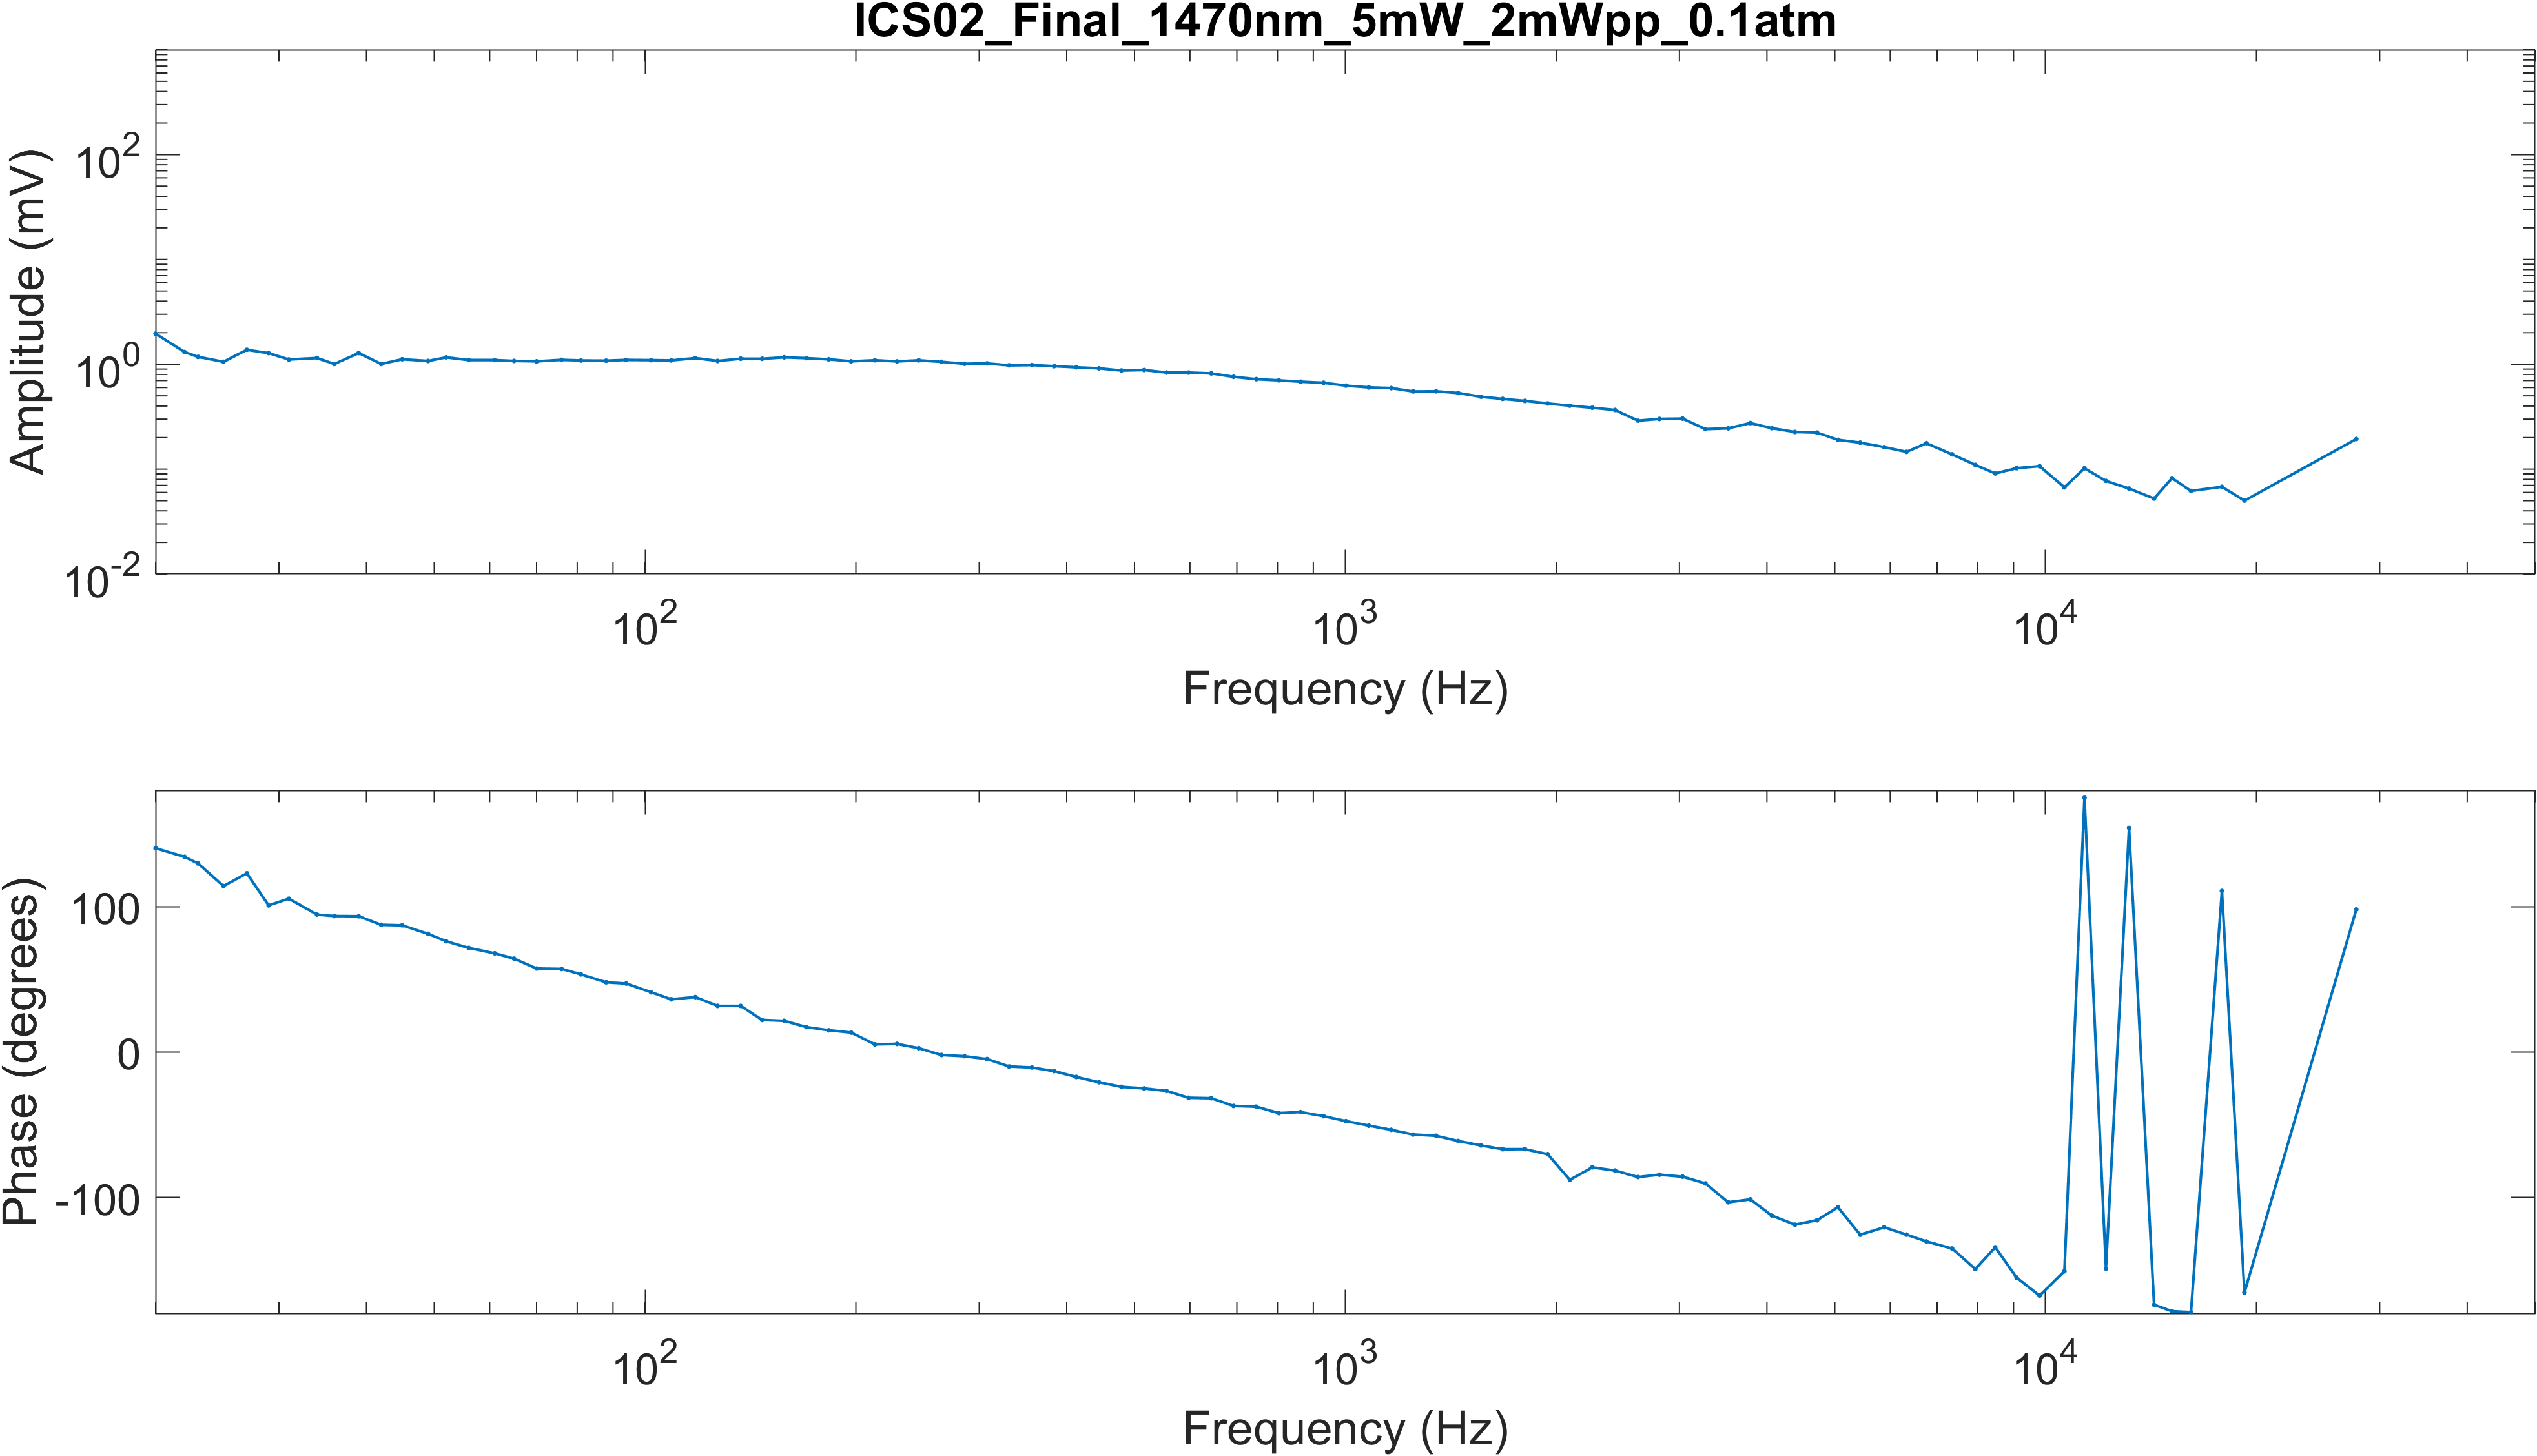 ICS02_Final_1470nm_5mW_2mWpp_0.1atm
Amplitude (mV)
10^2
10^0
10^-2
10^2
10^3
10^4
Frequency (Hz)
Phase (degrees)
100
0
-100
10^2
10^3
10^4
Frequency (Hz)